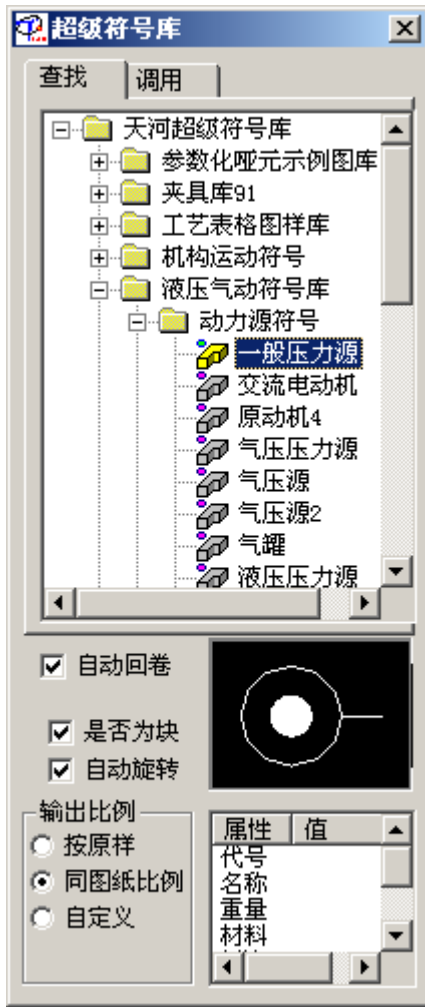 超级符号库
查找 调用
天河超级符号库
参数化哑元示例图库
夹具库91
工艺表格图样库
机构运动符号
液压气动符号库
动力源符号
一般压力源
交流电动机
原动机4
气压压力源
气压源
气压源2
气罐
液压压力源
自动回卷
是否为块
自动旋转
输出比例
按原样
同图纸比例
自定义
属性 值
代号
名称
重量
材料